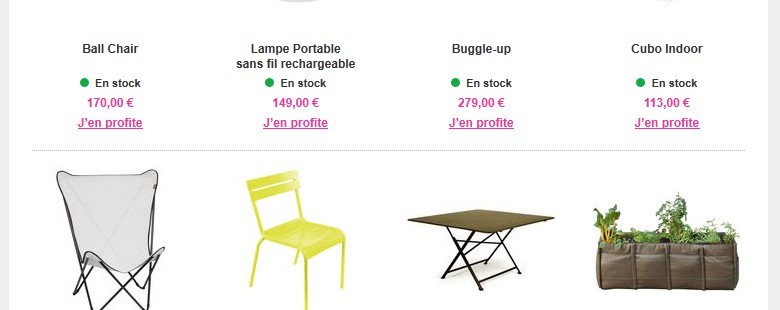 Ball Chair
En stock
170,00 €
J'en profite
Lampe Portable
sans fil rechargeable
En stock
149,00 €
J'en profite
Buggle-up
En stock
279,00 €
J'en profite
Cubo Indoor
En stock
113,00 €
J'en profite